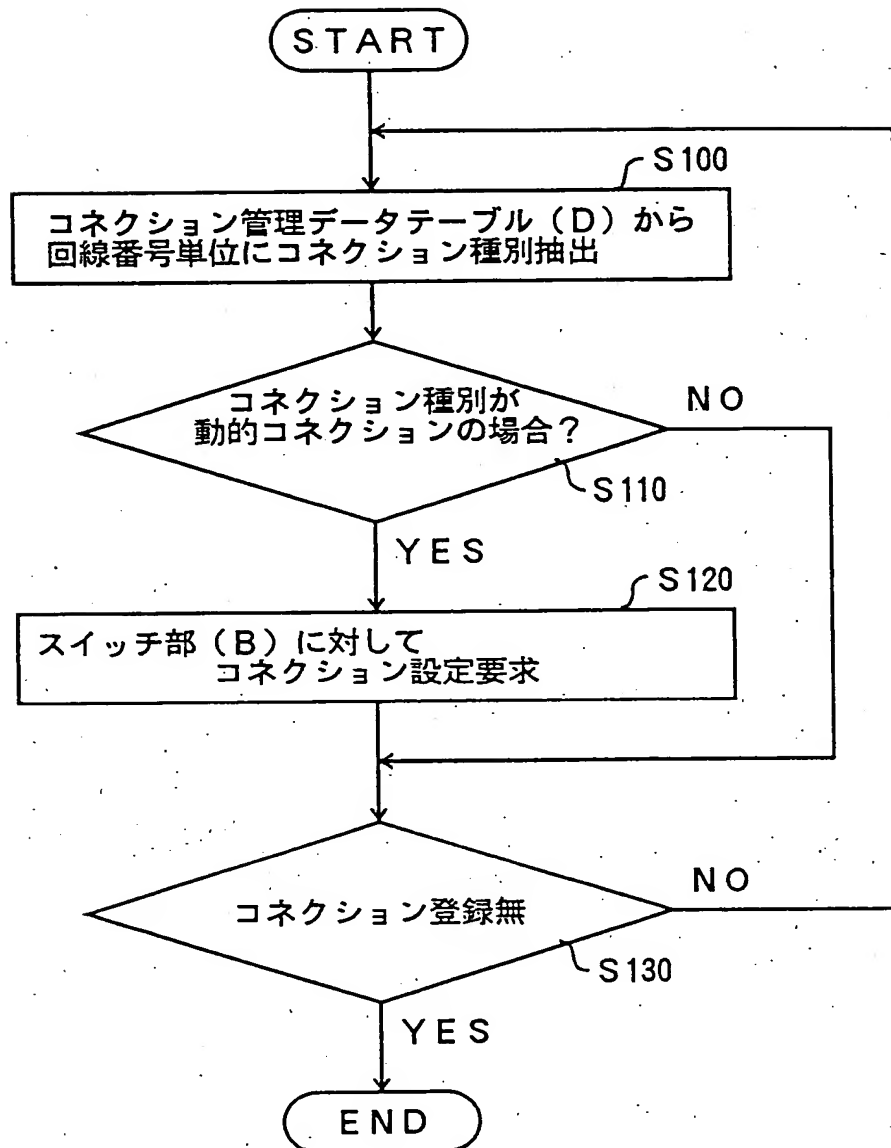 START
S100
コネクション管理データテーブル(D)から
回線番号単位にコネクション種別抽出
コネクション種別が
動的コネクションの場合?
NO
S110
YES
S120
スイッチ部(B)に対して
コネクション設定要求
コネクション登録無
NO
S130
YES
END